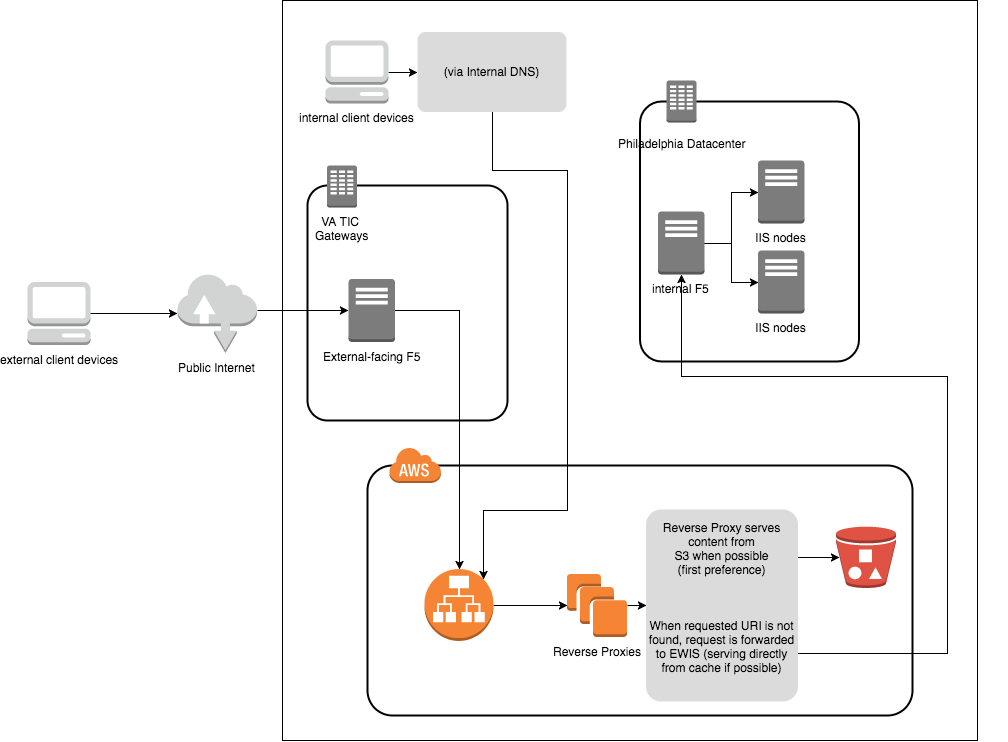 (via Internal DNS)
internal client devices
Philadelphia Datacenter
VA TIC
Gateways
IIS nodes
internal F5
IIS nodes
External-facing F5
external client devices
Public Internet
AWS
Reverse Proxy serves
content from
S3 when possible
(first preference)
When requested URI is not
found, request is forwarded
to EWIS (serving directly
from cache if possible)
Reverse Proxies